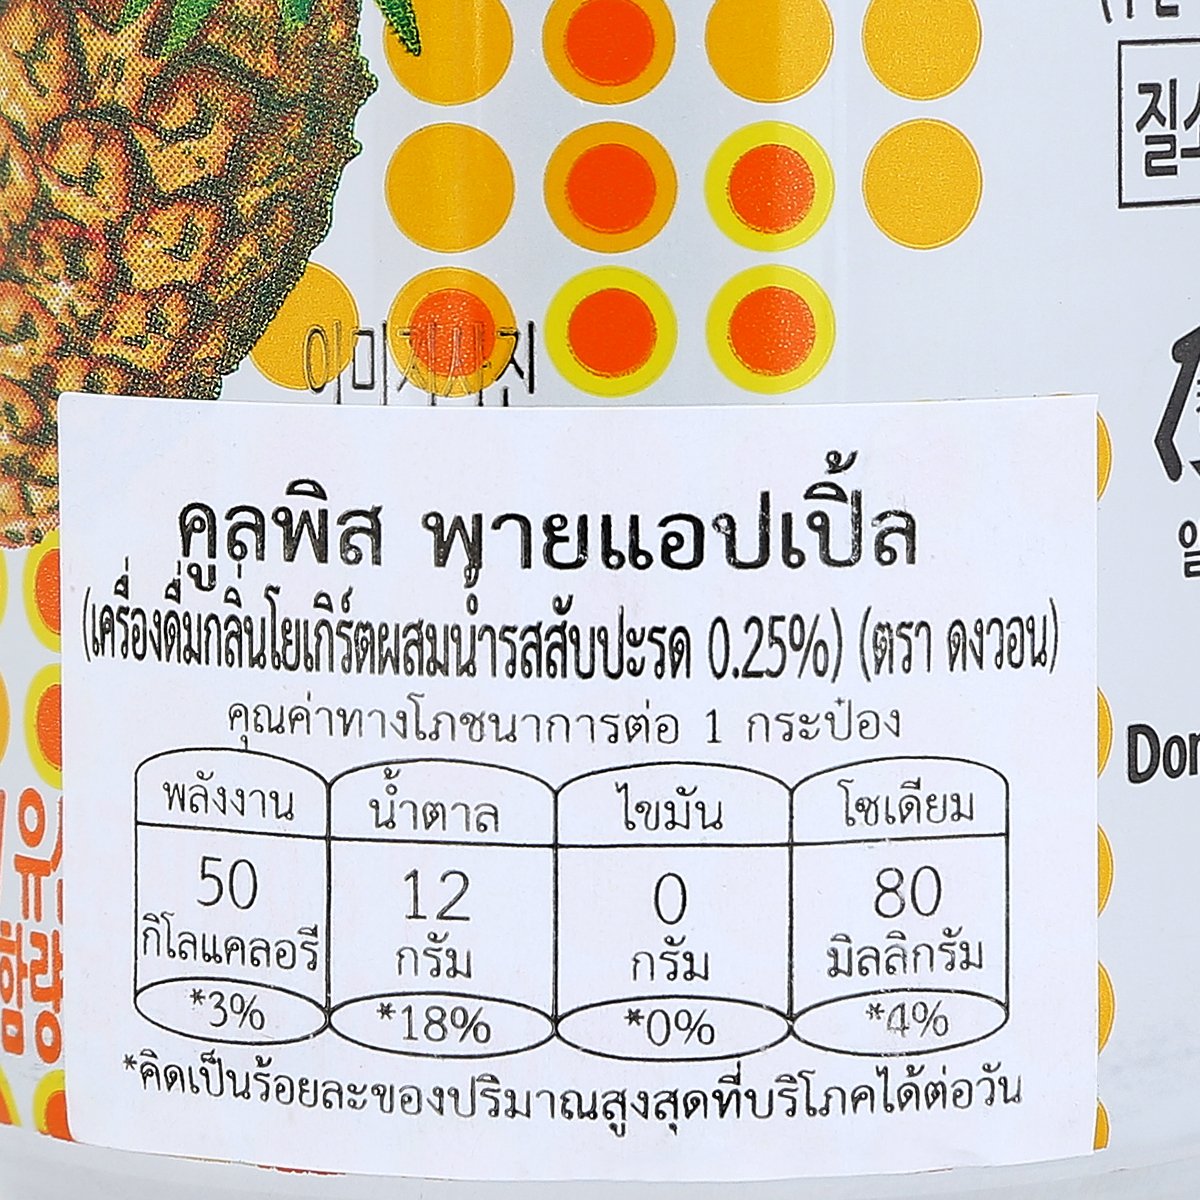 이미지사진
คูลพิส พายแอปเปิ้ล
(เครื่องดื่มกลิ่นโยเกิร์ตผสมน้ำรสสับปะรด 0.25%) (ตรา ดงวอน)
คุณค่าทางโภชนาการต่อ 1 กระป๋อง
พลังงาน น้ำตาล ไขมัน โซเดียม
50 12 0 80
กิโลแคลอรี กรัม กรัม มิลลิกรัม
*3% *18% *0% *4%
*คิดเป็นร้อยละของปริมาณสูงสุดที่บริโภคได้ต่อวัน